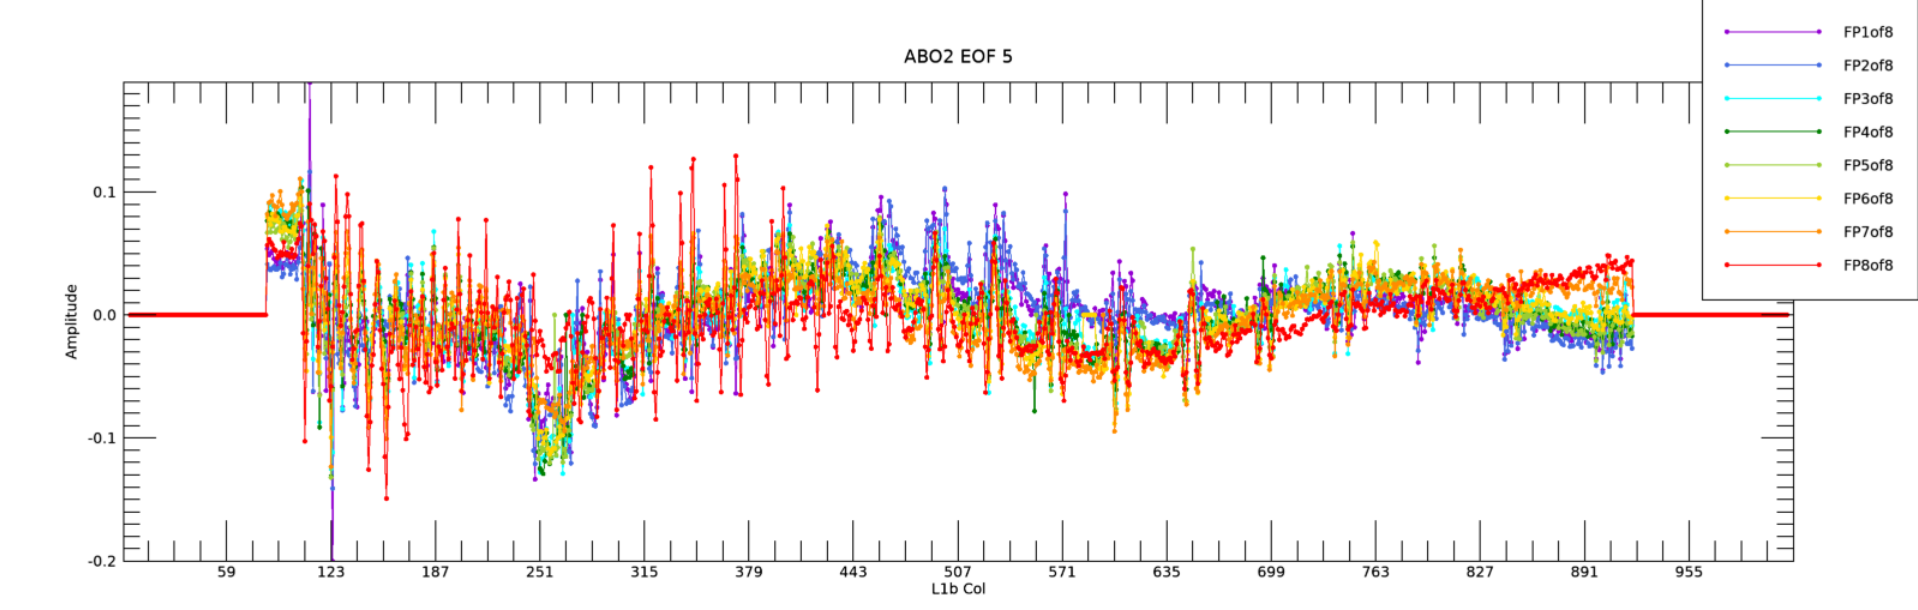 ABO2 EOF 5
FP1of8
FP2of8
FP3of8
FP4of8
FP5of8
FP6of8
FP7of8
FP8of8
Amplitude
0.1
0.0
-0.1
-0.2
59 123 187 251 315 379 443 507 571 635 699 763 827 891 955
L1b Col